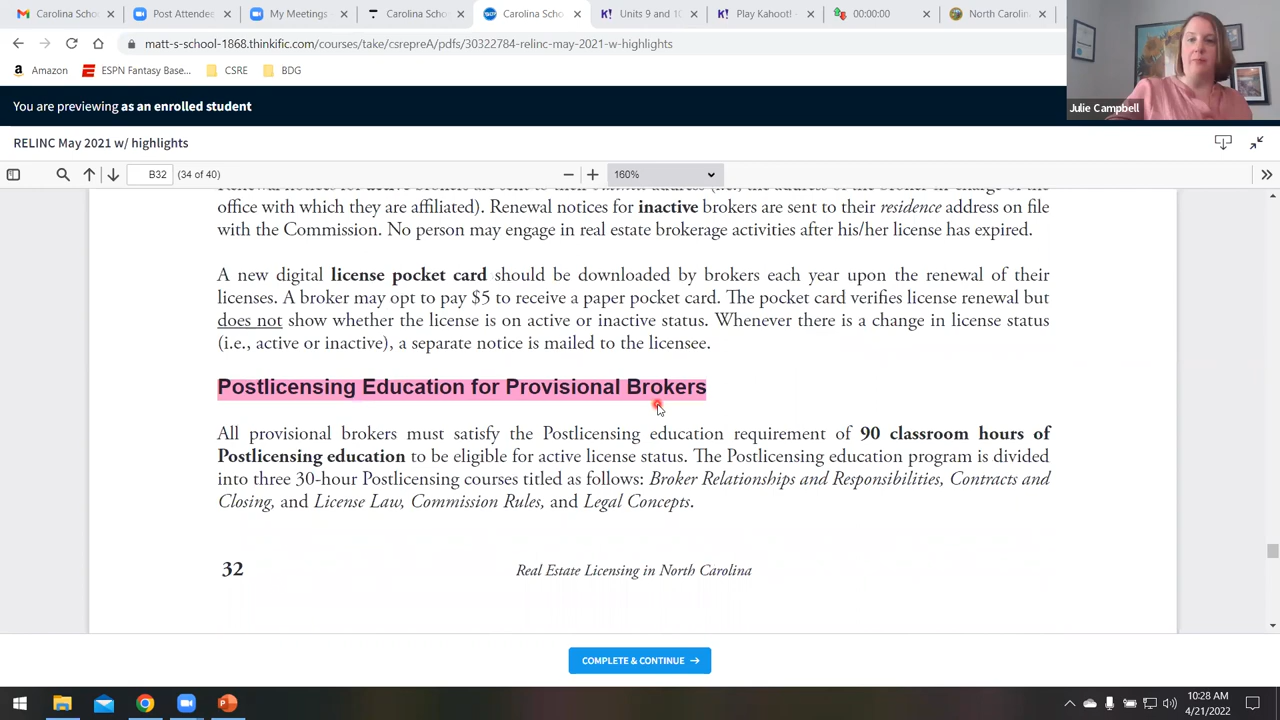 Carolina Scho
Post Attende
My Meetings
Carolina Scho
Carolina Scho
Units 9 and 10
Play Kahoot!
00:00:00
North Carolin
matt-s-school-1868.thinkific.com/courses/take/csreprеA/pdfs/30322784-relinc-may-2021-w-highlights
Amazon
ESPN Fantasy Base...
CSRE
BDG
Julie Campbell
You are previewing as an enrolled student
RELINC May 2021 w/ highlights
B32
(34 of 40)
160%
office with which they are affiliated). Renewal notices for inactive brokers are sent to their residence address on file
with the Commission. No person may engage in real estate brokerage activities after his/her license has expired.
A new digital license pocket card should be downloaded by brokers each year upon the renewal of their
licenses. A broker may opt to pay $5 to receive a paper pocket card. The pocket card verifies license renewal but
does not show whether the license is on active or inactive status. Whenever there is a change in license status
(i.e., active or inactive), a separate notice is mailed to the licensee.
Postlicensing Education for Provisional Brokers
All provisional brokers must satisfy the Postlicensing education requirement of 90 classroom hours of
Postlicensing education to be eligible for active license status. The Postlicensing education program is divided
into three 30-hour Postlicensing courses titled as follows: Broker Relationships and Responsibilities, Contracts and
Closing, and License Law, Commission Rules, and Legal Concepts.
32
Real Estate Licensing in North Carolina
COMPLETE & CONTINUE →
10:28 AM
4/21/2022